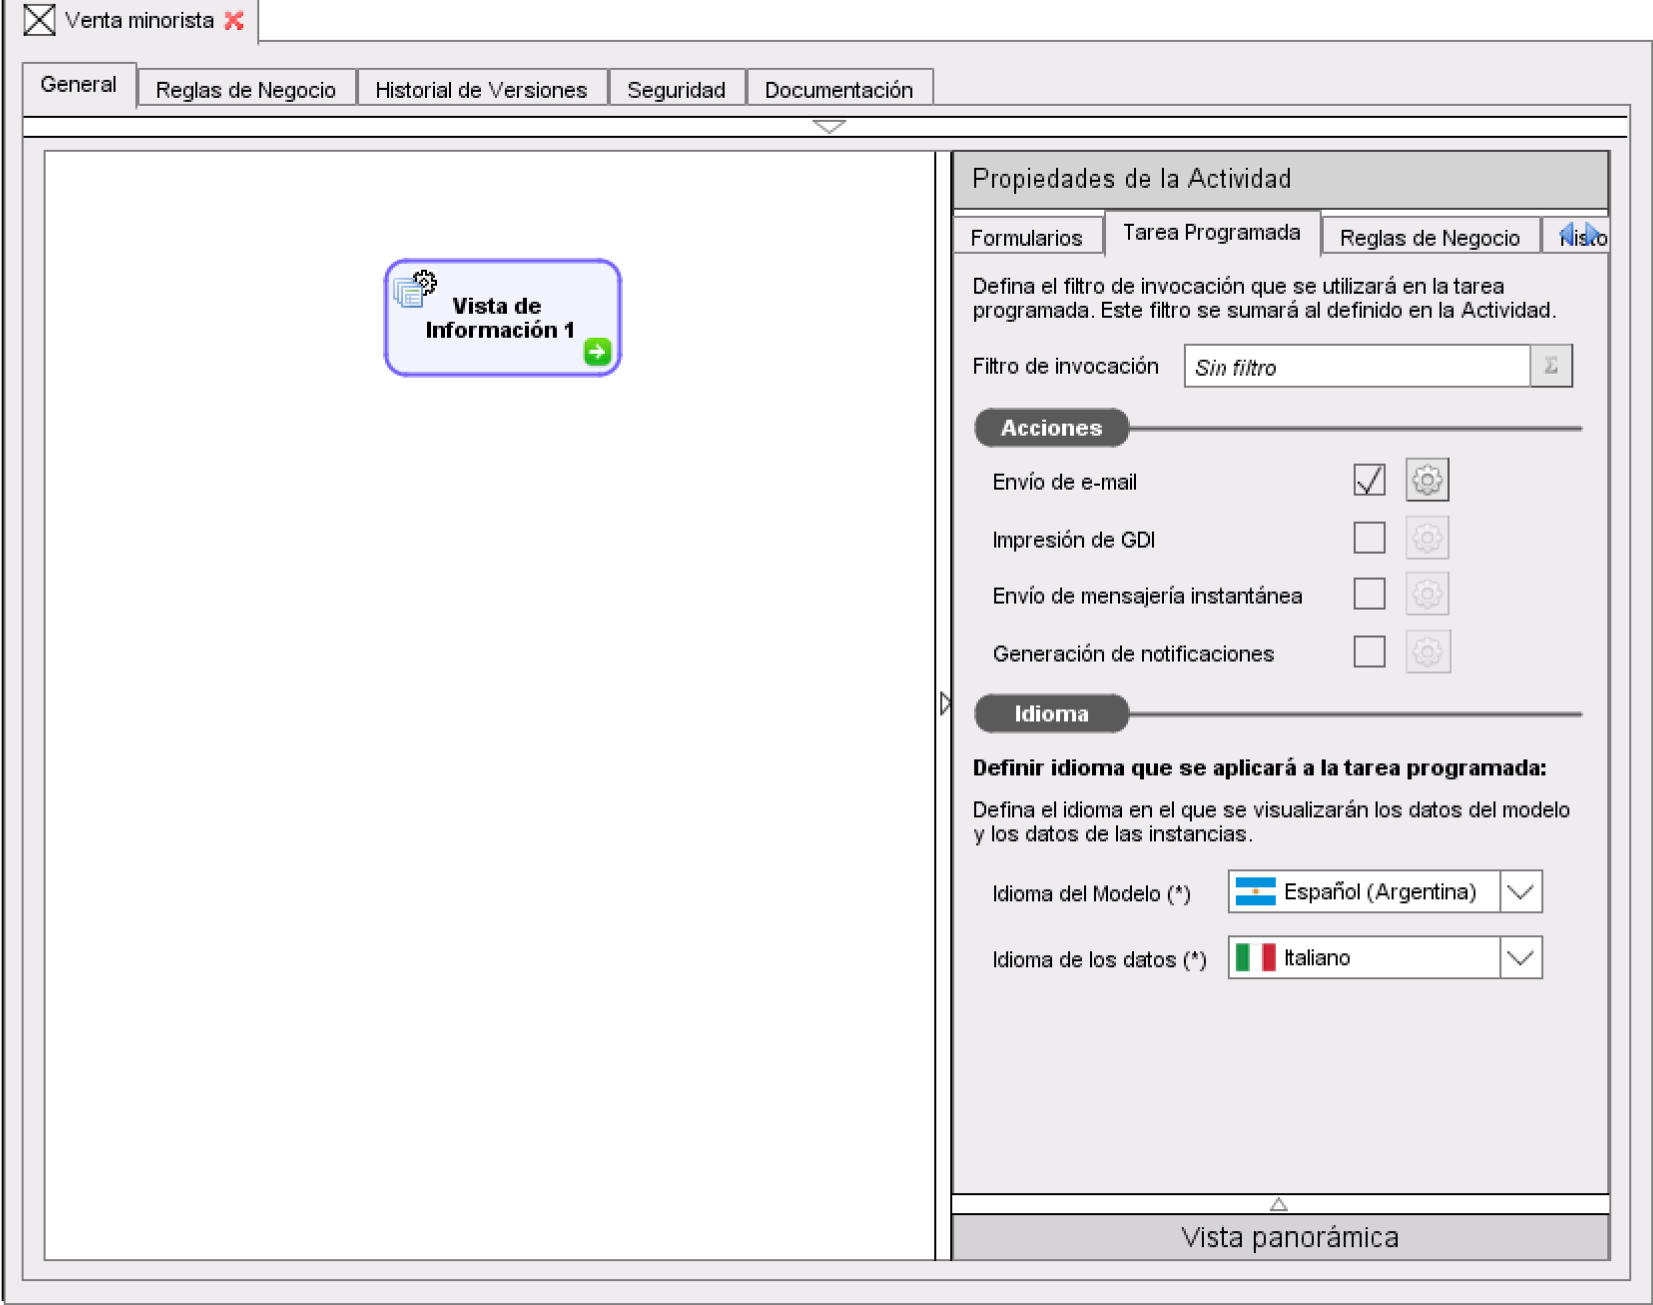 Venta minorista
General
Reglas de Negocio
Historial de Versiones
Seguridad
Documentación
Vista de
Información 1
Propiedades de la Actividad
Formularios
Tarea Programada
Reglas de Negocio
Defina el filtro de invocación que se utilizará en la tarea
programada. Este filtro se sumará al definido en la Actividad.
Filtro de invocación
Sin filtro
Σ
Acciones
Envío de e-mail
Impresión de GDI
Envío de mensajería instantánea
Generación de notificaciones
Idioma
Definir idioma que se aplicará a la tarea programada:
Defina el idioma en el que se visualizarán los datos del modelo
y los datos de las instancias.
Idioma del Modelo (*)
Español (Argentina)
Idioma de los datos (*)
Italiano
Vista panorámica